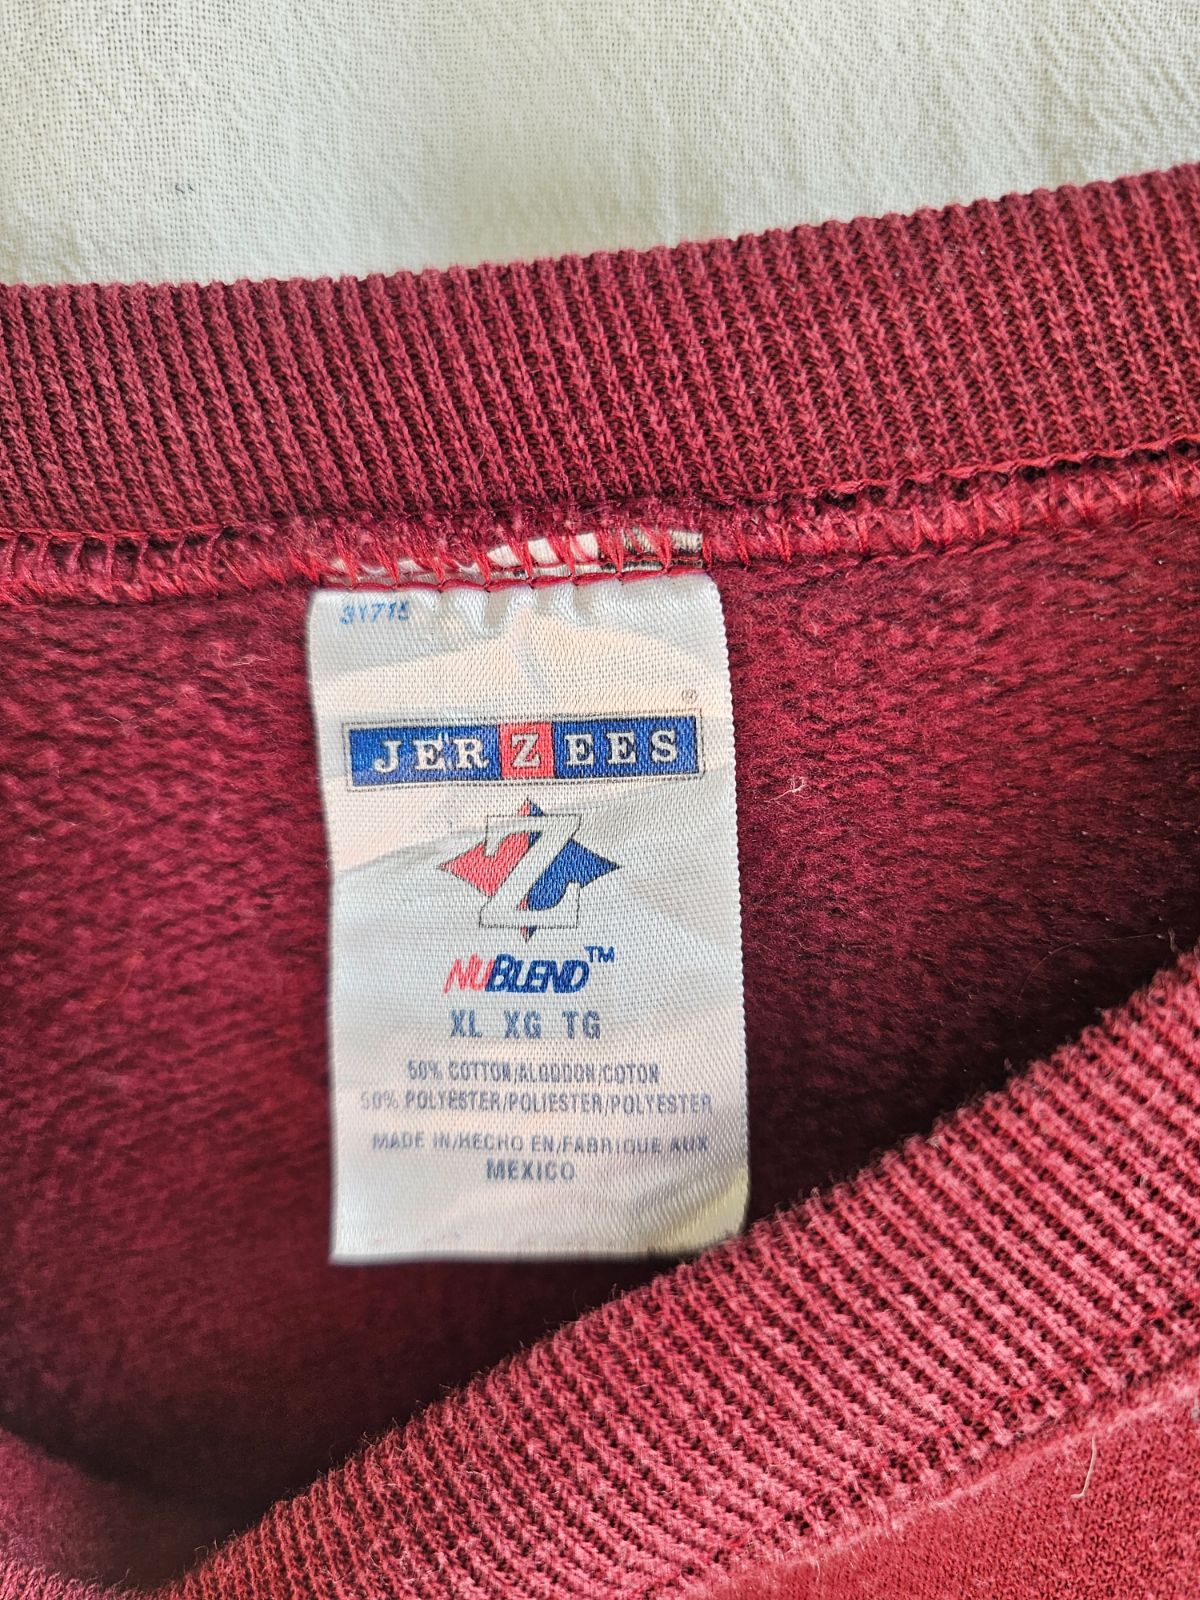 31715
JERZEES®
Z
NUBLEND™
XL XG TG
50% COTTON/ALGODON/COTON
50% POLYESTER/POLIESTER/POLYESTER
MADE IN/HECHO EN/FABRIQUE AUX
MEXICO